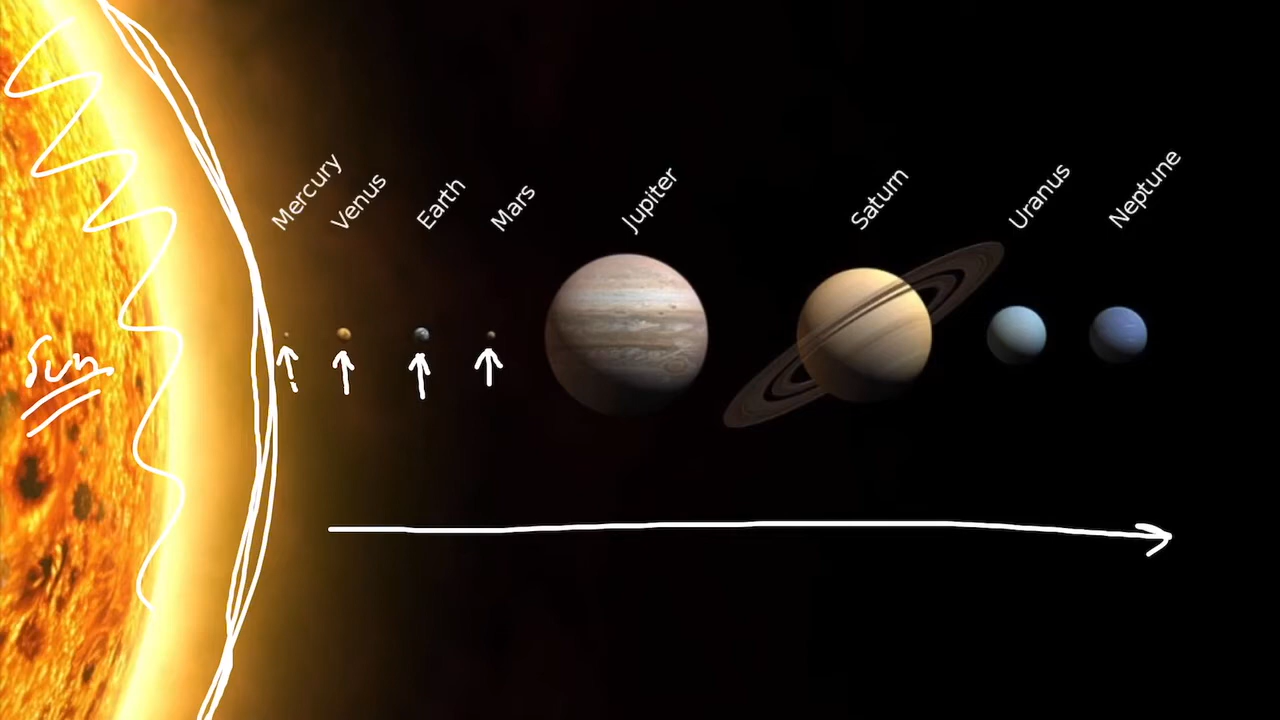 Mercury
Venus
Earth
Mars
Jupiter
Saturn
Uranus
Neptune
Sun